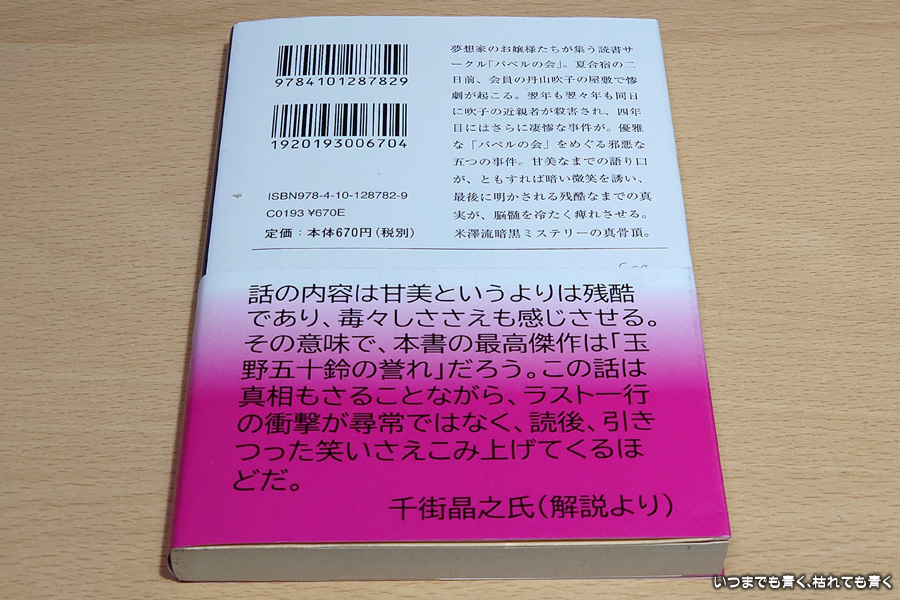 9784101287829
1920193006704
ISBN978-4-10-128782-9
C0193 ¥670E
定価：本体670円（税別）
夢想家のお嬢様たちが集う読書サ
ークル「バベルの会」。夏合宿の二
日前、会員の丹山吹子の屋敷で惨
劇が起こる。翌年も翌々年も同日
に吹子の近親者が殺害され、四年
目にはさらに凄惨な事件が。優雅
な「バベルの会」をめぐる邪悪な
五つの事件。甘美なまでの語り口
が、ともすれば暗い微笑を誘い、
最後に明かされる残酷なまでの真
実が、脳髄を冷たく痺れさせる。
米澤流暗黒ミステリーの真骨頂。
話の内容は甘美というよりは残酷
であり、毒々しささえも感じさせる。
その意味で、本書の最高傑作は「玉
野五十鈴の誉れ」だろう。この話は
真相もさることながら、ラスト一行
の衝撃が尋常ではなく、読後、引き
つった笑いさえこみ上げてくるほ
どだ。
千街晶之氏（解説より）
いつまでも青く、枯れても青く